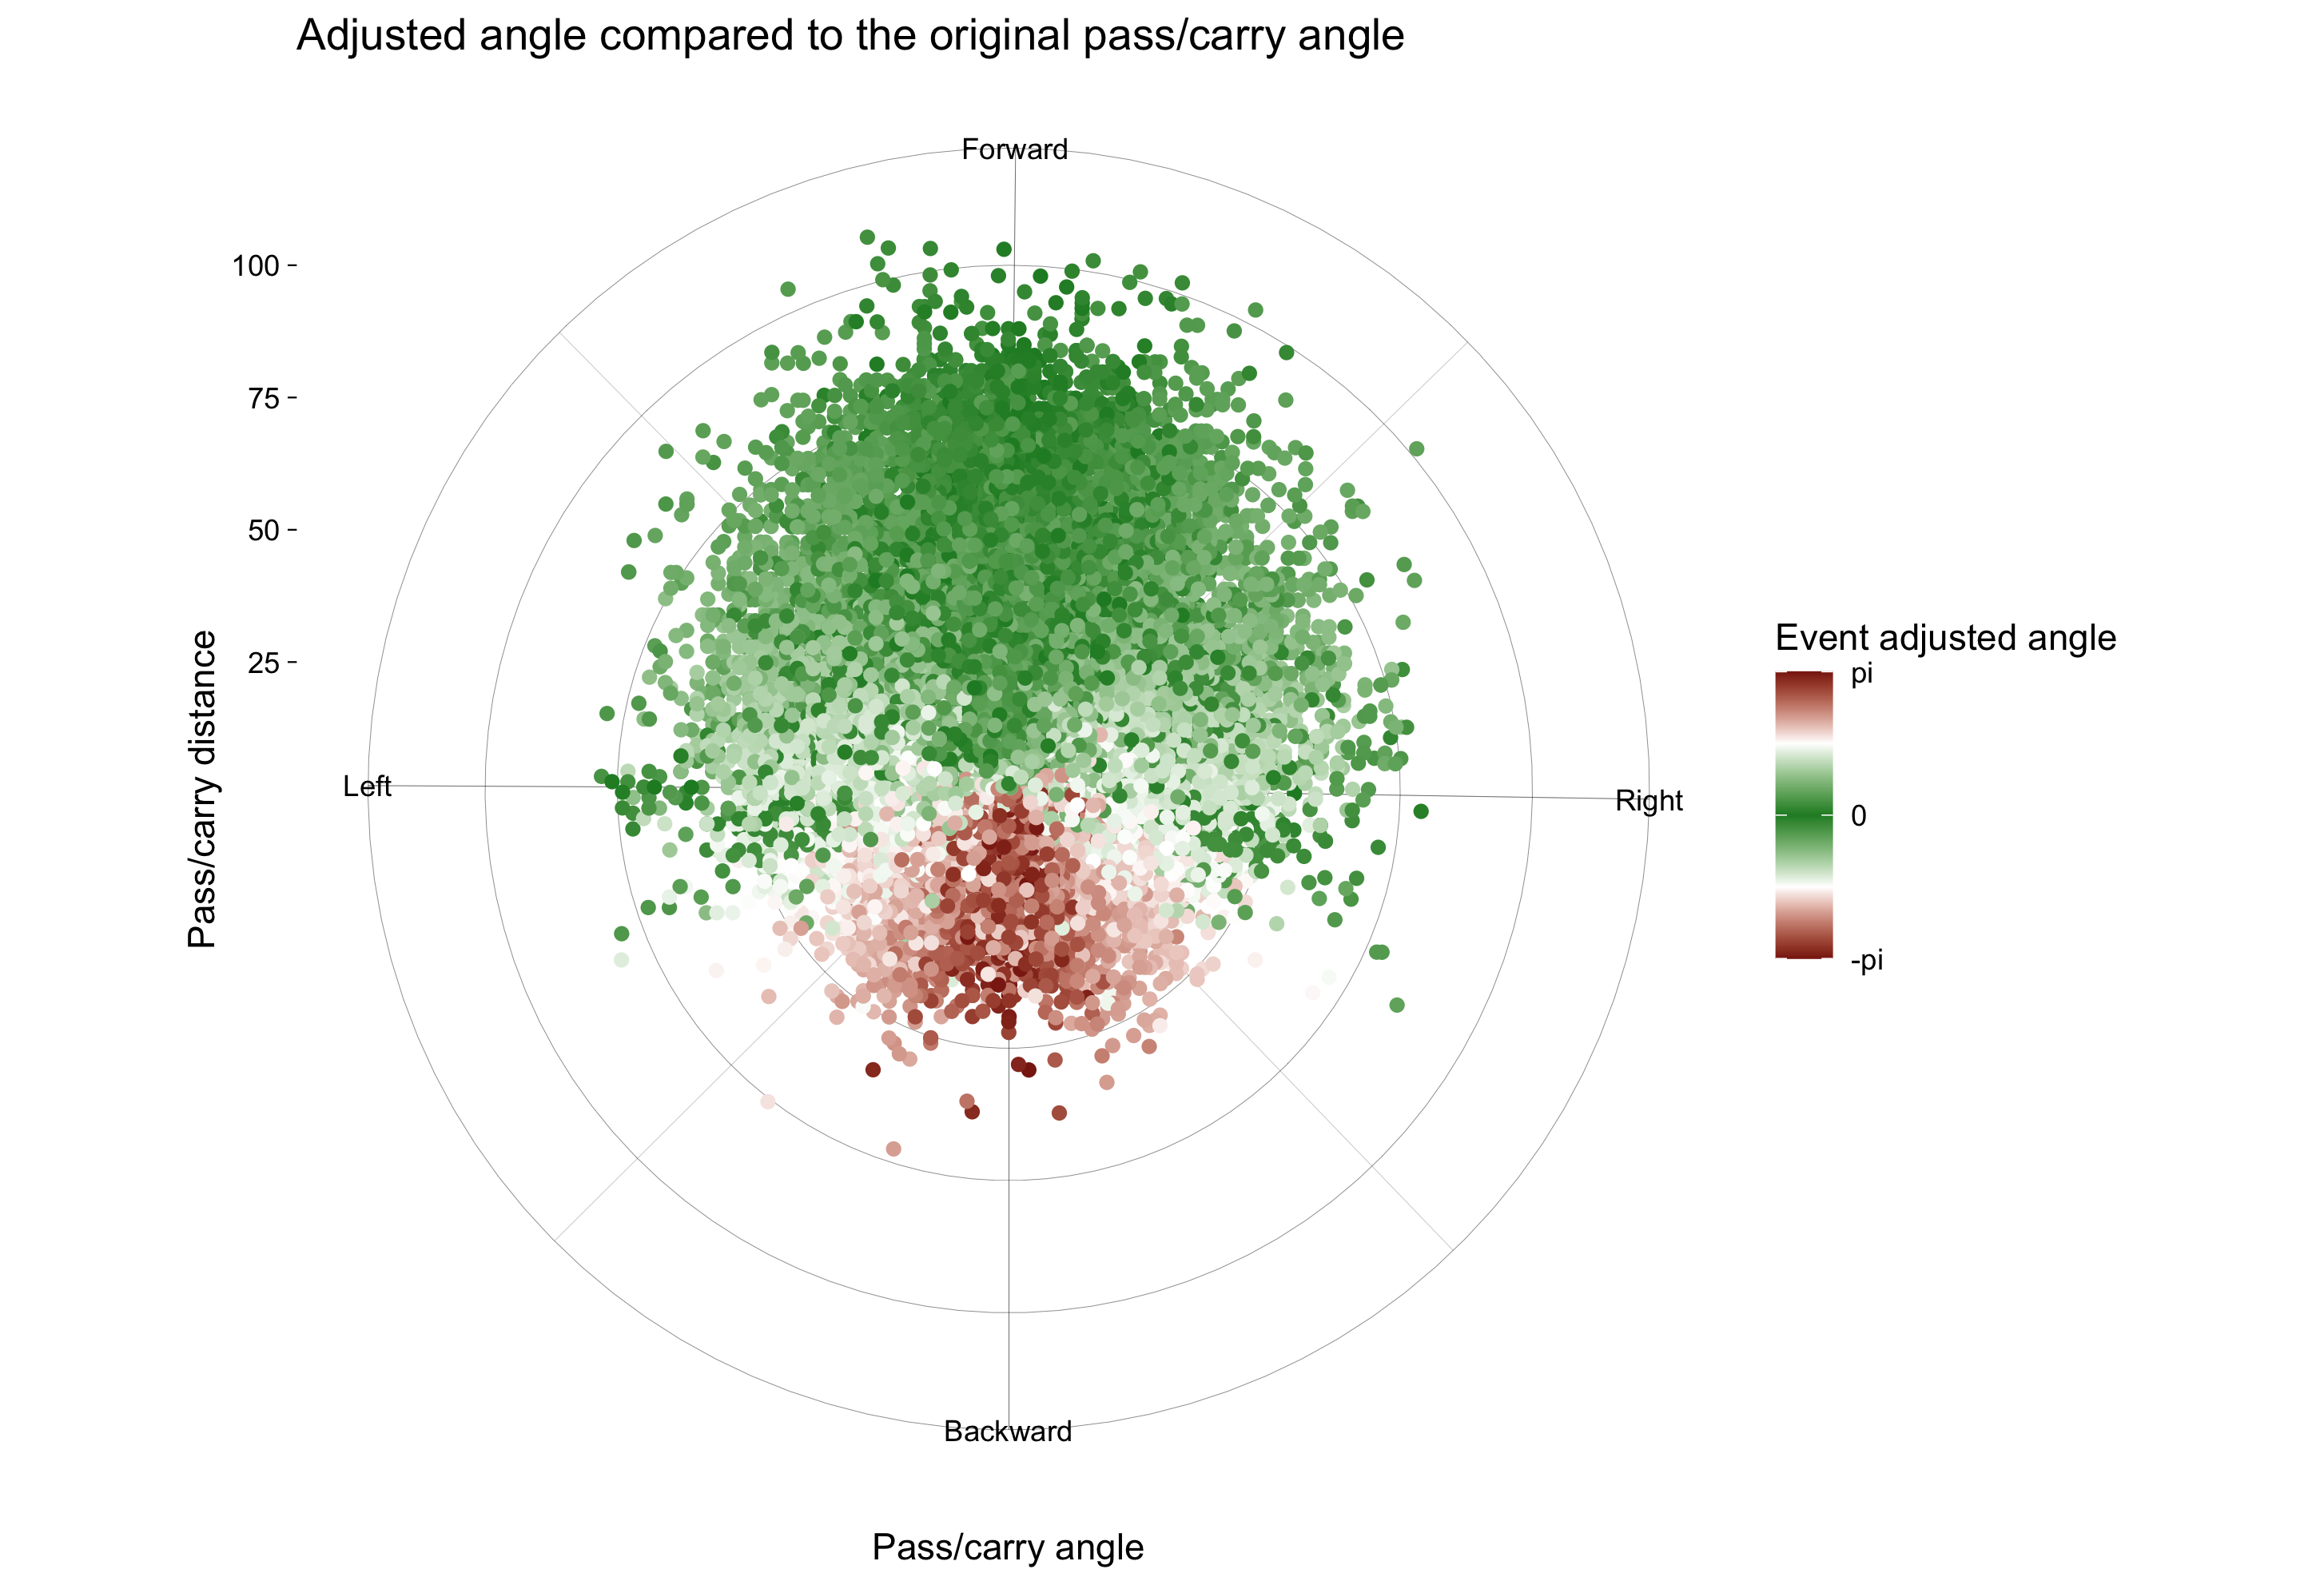 Adjusted angle compared to the original pass/carry angle
Forward
100
75
50
25
Pass/carry distance
Left
Right
Backward
Pass/carry angle
Event adjusted angle
pi
0
-pi